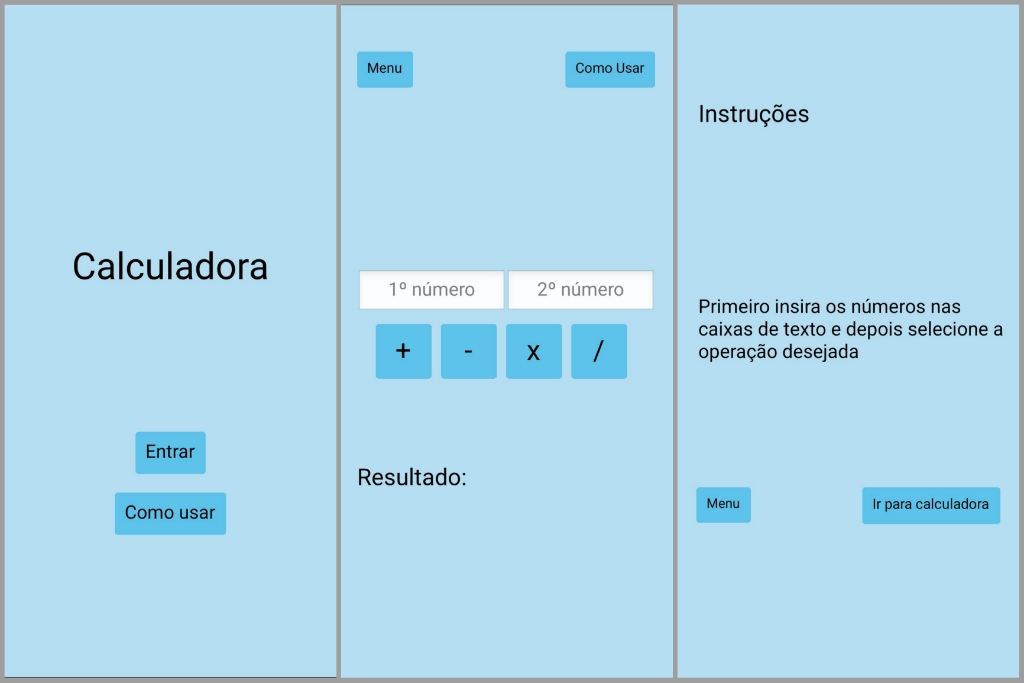 Calculadora
Entrar
Como usar
Menu
Como Usar
1º número
2º número
+
-
x
/
Resultado:
Instruções
Primeiro insira os números nas
caixas de texto e depois selecione a
operação desejada
Menu
Ir para calculadora